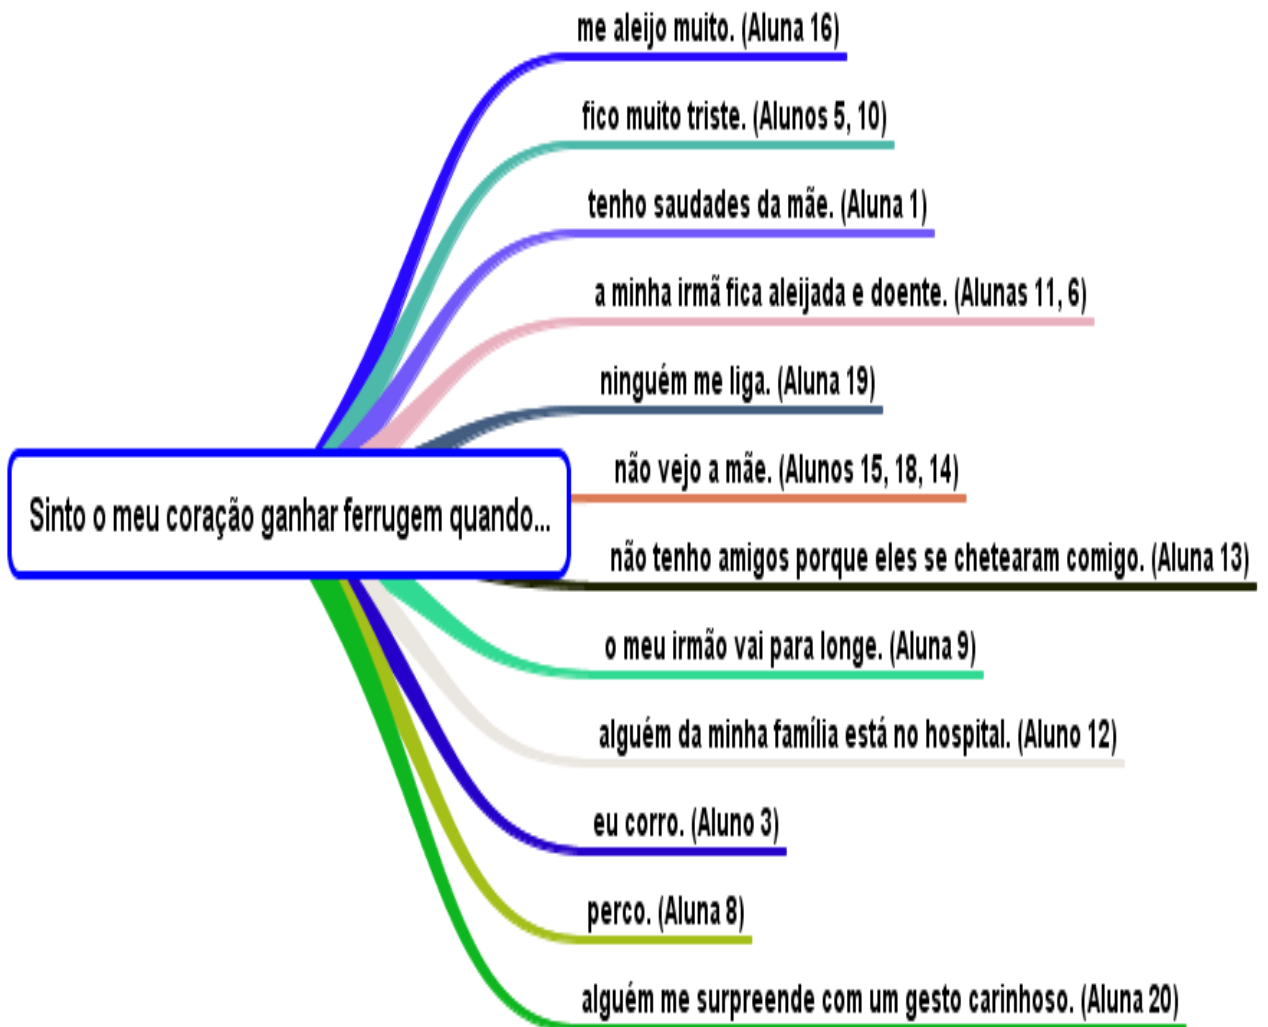 me aleijo muito. (Aluna 16)
fico muito triste. (Alunos 5, 10)
tenho saudades da mãe. (Aluna 1)
a minha irmã fica aleijada e doente. (Alunas 11, 6)
ninguém me liga. (Aluna 19)
não vejo a mãe. (Alunos 15, 18, 14)
Sinto o meu coração ganhar ferrugem quando...
não tenho amigos porque eles se chetearam comigo. (Aluna 13)
o meu irmão vai para longe. (Aluna 9)
alguém da minha família está no hospital. (Aluno 12)
eu corro. (Aluno 3)
perco. (Aluna 8)
alguém me surpreende com um gesto carinhoso. (Aluna 20)